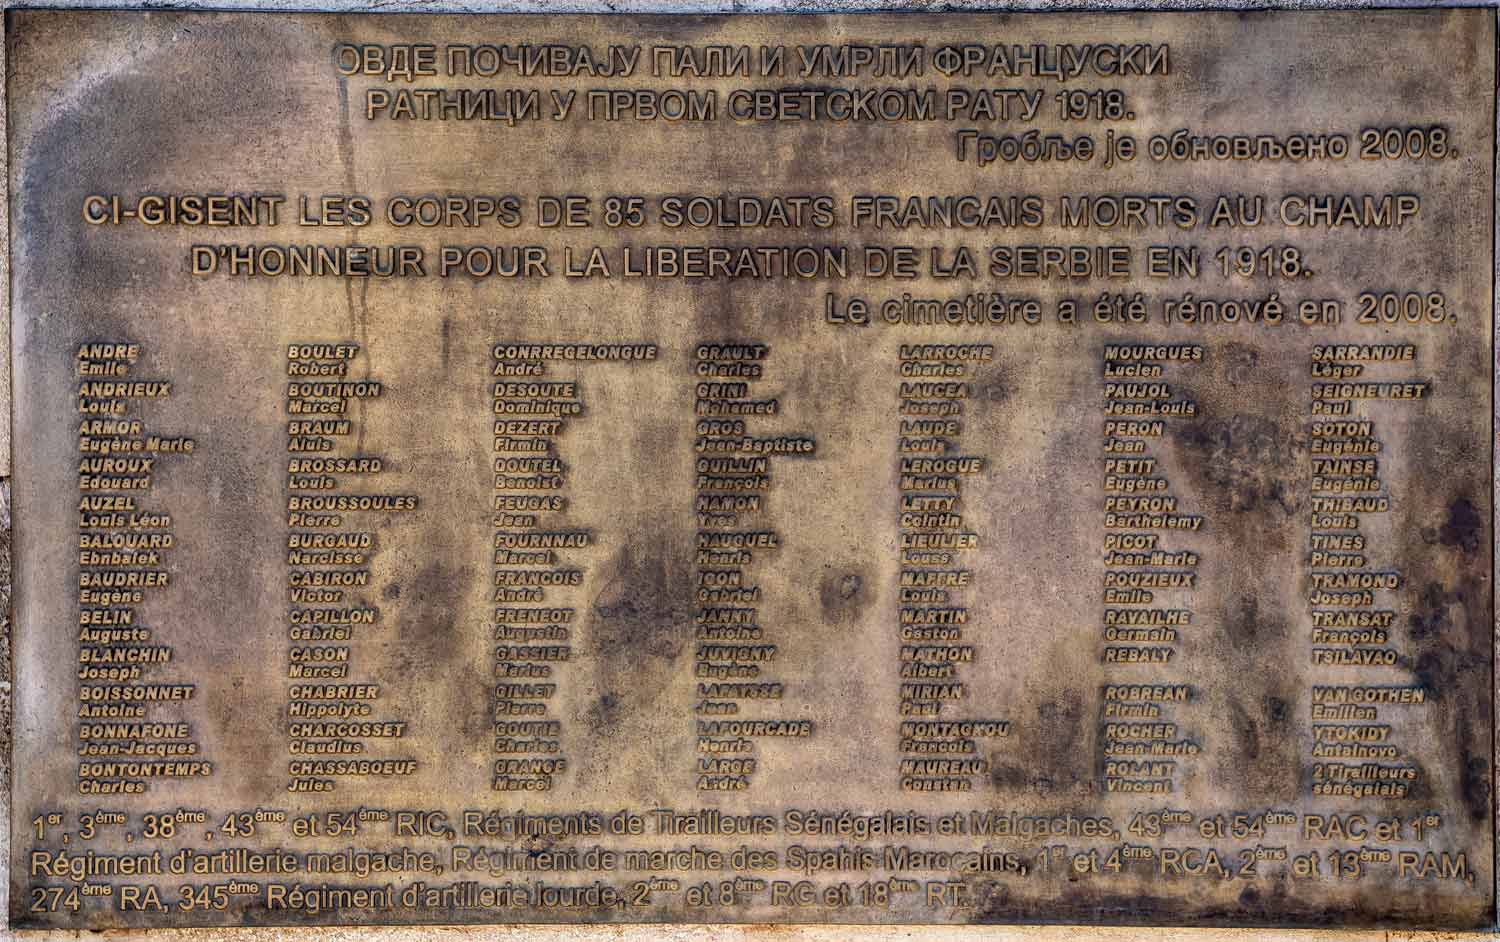 ОВДЕ ПОЧИВАЈУ ПАЛИ И УМРЛИ ФРАНЦУСКИ
РАТНИЦИ У ПРВОМ СВЕТСКОМ РАТУ 1918.
Гробље је обновљено 2008.
CI-GISENT LES CORPS DE 85 SOLDATS FRANCAIS MORTS AU CHAMP
D'HONNEUR POUR LA LIBERATION DE LA SERBIE EN 1918.
Le cimetière a été rénové en 2008.
ANDRE
Emile
ANDRIEUX
Louis
ARMOR
Eugène Marie
AUROUX
Edouard
AUZEL
Louis Léon
BALOUARD
Ebnbalek
BAUDRIER
Eugène
BELIN
Auguste
BLANCHIN
Joseph
BOISSONNET
Antoine
BONNAFONE
Jean-Jacques
BONTONTEMPS
Charles
BOULET
Robert
BOUTINON
Marcel
BRAUM
Aluis
BROSSARD
Louis
BROUSSOULES
Pierre
BURGAUD
Narcisse
CABIRON
Victor
CAPILLON
Gabriel
CASON
Marcel
CHABRIER
Hippolyte
CHARCOSSET
Claudius
CHASSABOEUF
Jules
CONRREGELONGUE
André
DESOUTE
Dominique
DEZERT
Firmin
DOUTEL
Benoist
FEUGAS
Jean
FOURNNAU
Marcel
FRANCOIS
André
FRENEOT
Augustin
GASSIER
Marius
GILLET
Pierre
GOUTIE
Charles
GRANGE
Marcel
GRAULT
Charles
GRINI
Mohamed
GROS
Jean-Baptiste
GUILLIN
François
HAMON
Yves
HAUGUEL
Henris
IGON
Gabriel
JANNY
Antoine
JUVIGNY
Eugène
LAFAYSSE
Jean
LAFOURCADE
Henris
LARGE
André
LARROCHE
Charles
LAUCEA
Joseph
LAUDE
Louis
LEROGUE
Marius
LETTY
Cointin
LIEULIER
Louss
MAFFRE
Louis
MARTIN
Gaston
MATHON
Albert
MIRIAN
Paul
MONTAGNOU
François
MAUREAU
Constan
MOURGUES
Lucien
PAUJOL
Jean-Louis
PERON
Jean
PETIT
Eugène
PEYRON
Barthelemy
PICOT
Jean-Marie
POUZIEUX
Emile
RAVAILHE
Germain
REBALY
ROBREAN
Firmin
ROCHER
Jean-Marie
ROLANT
Vincent
SARRANDIE
Léger
SEIGNEURET
Paul
SOTON
Eugénie
TAINSE
Eugénie
THIBAUD
Louis
TINES
Pierre
TRAMOND
Joseph
TRANSAT
François
TSILAVAO
VAN GOTHEN
Emilien
YTOKIDY
Antalnovo
2 Tirailleurs
sénégalais
1er, 3ème, 38ème, 43ème et 54ème RIC, Régiments de Tirailleurs Sénégalais et Malgaches, 43ème et 54ème RAC et 1er
Régiment d'artillerie malgache, Régiment de marche des Spahis Marocains, 1er et 4ème RCA, 2ème et 13ème RAM,
274ème RA, 345ème Régiment d'artillerie lourde, 2ème et 8ème RG et 18ème RT.